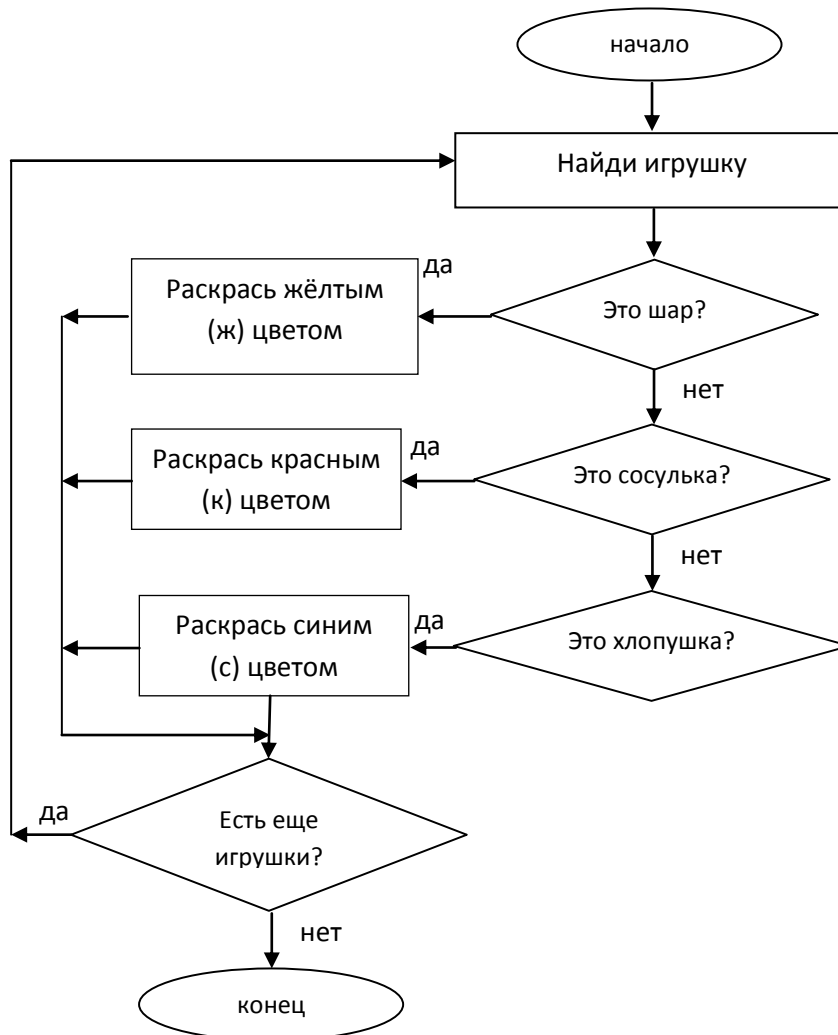 начало
Найди игрушку
да
Раскрась жёлтым
(ж) цветом
Это шар?
нет
да
Раскрась красным
(к) цветом
Это сосулька?
нет
да
Раскрась синим
(с) цветом
Это хлопушка?
да
Есть еще
игрушки?
нет
конец